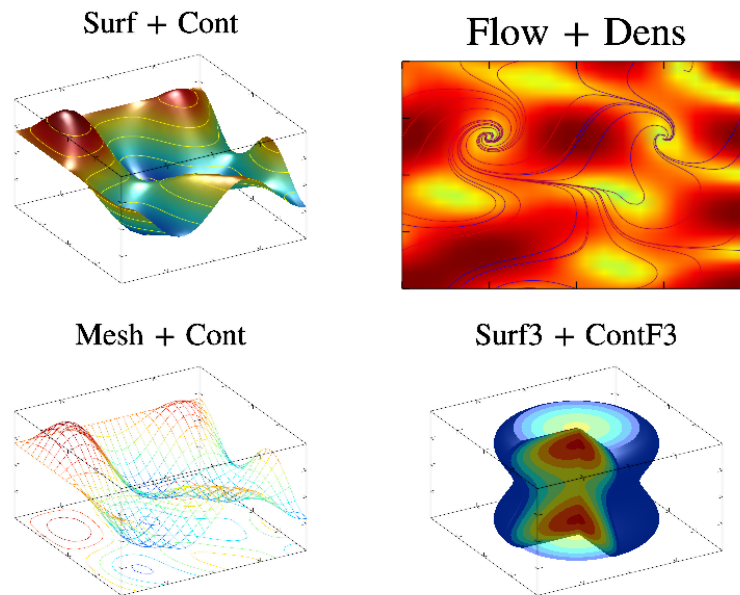 Surf + Cont
Flow + Dens
Mesh + Cont
Surf3 + ContF3